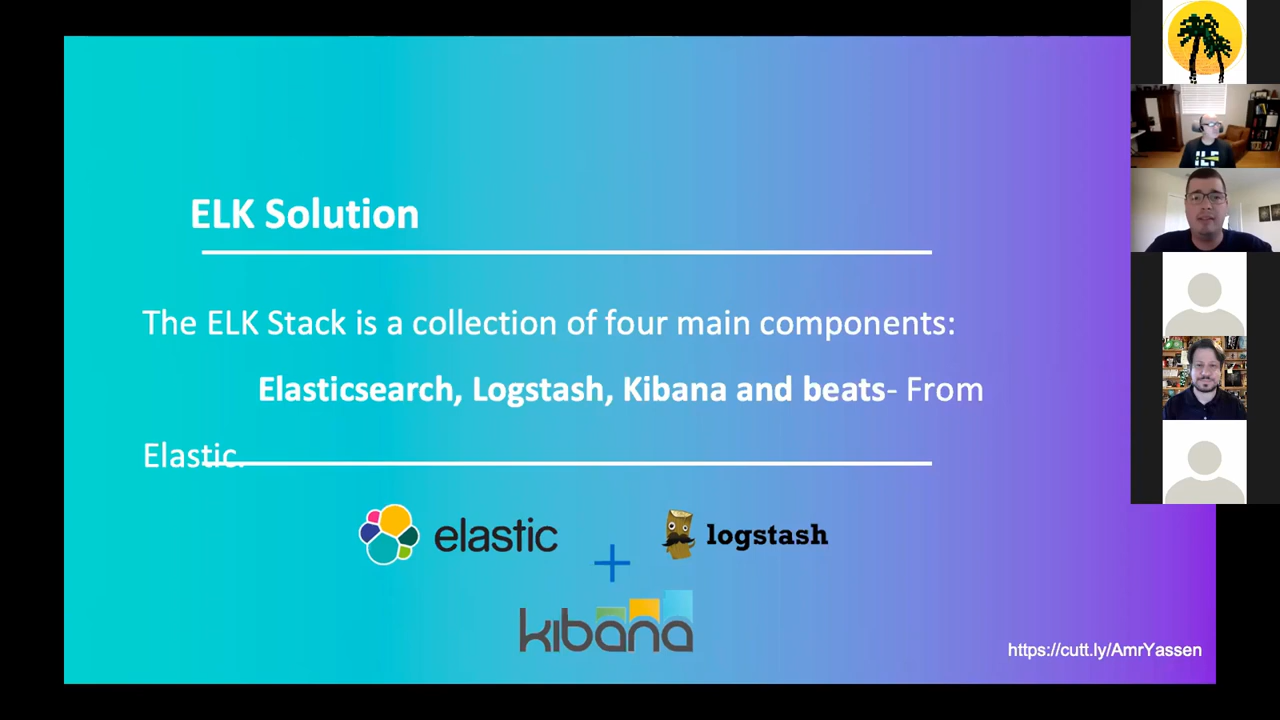 ELK Solution
The ELK Stack is a collection of four main components:
Elasticsearch, Logstash, Kibana and beats- From
Elastic.
elastic
logstash
kibana
https://cutt.ly/AmrYassen